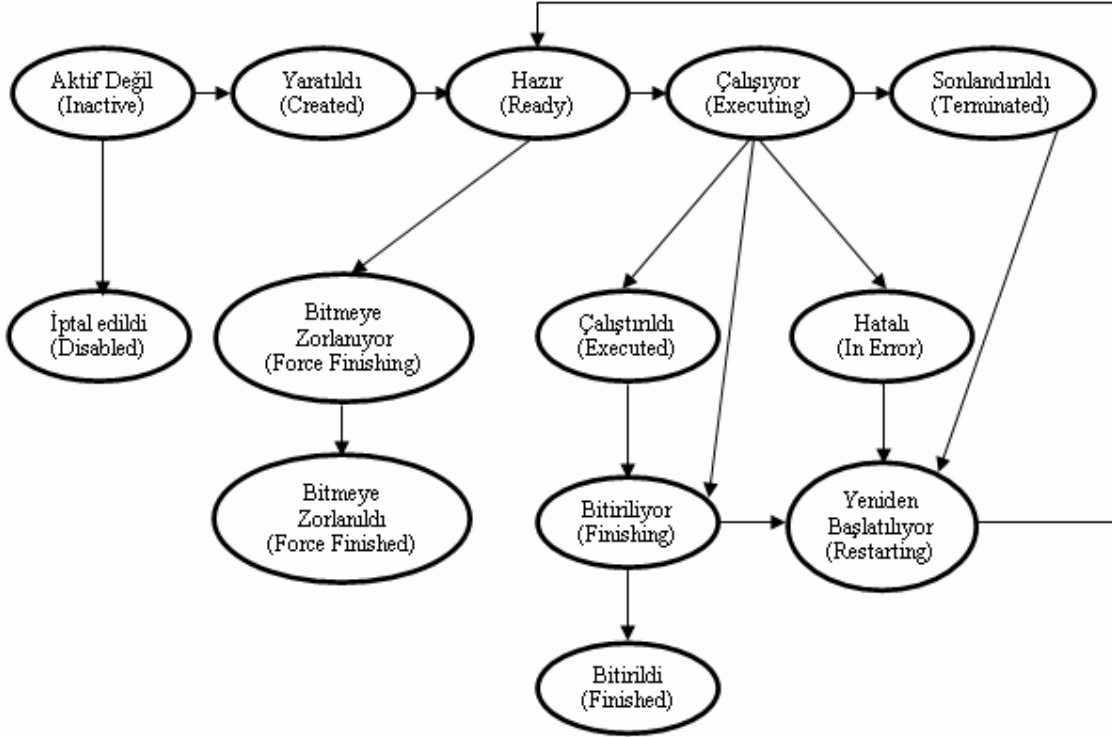 Aktif Değil
(Inactive)
Yaratıldı
(Created)
Hazır
(Ready)
Çalışıyor
(Executing)
Sonlandırıldı
(Terminated)
İptal edildi
(Disabled)
Bitmeye
Zorlanıyor
(Force Finishing)
Çalıştırıldı
(Executed)
Hatalı
(In Error)
Bitmeye
Zorlanıldı
(Force Finished)
Bitiriliyor
(Finishing)
Yeniden
Başlatılıyor
(Restarting)
Bitirildi
(Finished)